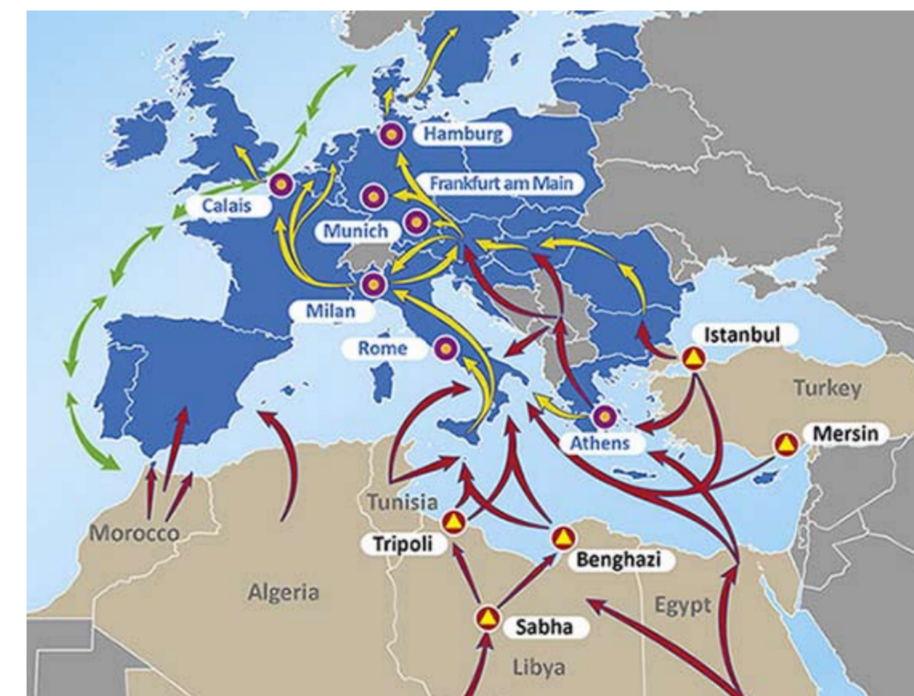 Hamburg
Frankfurt am Main
Calais
Munich
Milan
Rome
Istanbul
Turkey
Mersin
Athens
Tunisia
Morocco
Tripoli
Benghazi
Algeria
Egypt
Sabha
Libya